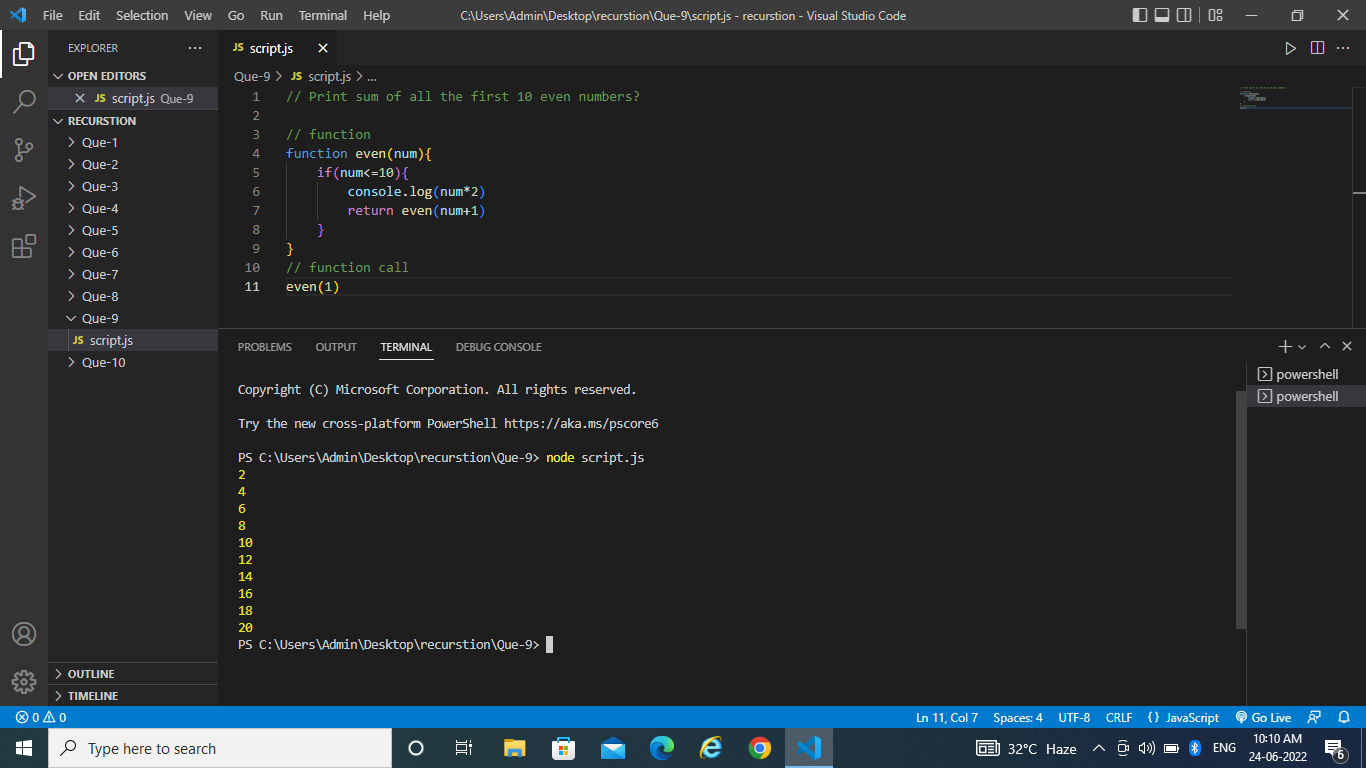 File Edit Selection View Go Run Terminal Help C:\Users\Admin\Desktop\recurstion\Que-9\script.js - recurstion - Visual Studio Code
EXPLORER
OPEN EDITORS
JS script.js Que-9
RECURSTION
Que-1
Que-2
Que-3
Que-4
Que-5
Que-6
Que-7
Que-8
Que-9
JS script.js
Que-10
OUTLINE
TIMELINE
JS script.js
Que-9 > JS script.js > ...
1 // Print sum of all the first 10 even numbers?
2
3 // function
4 function even(num){
5 if(num<=10){
6 console.log(num*2)
7 return even(num+1)
8 }
9 }
10 // function call
11 even(1)
PROBLEMS OUTPUT TERMINAL DEBUG CONSOLE
Copyright (C) Microsoft Corporation. All rights reserved.
Try the new cross-platform PowerShell https://aka.ms/pscore6
PS C:\Users\Admin\Desktop\recurstion\Que-9> node script.js
2
4
6
8
10
12
14
16
18
20
PS C:\Users\Admin\Desktop\recurstion\Que-9>
powershell
powershell
0 0 Ln 11, Col 7 Spaces: 4 UTF-8 CRLF {} JavaScript Go Live
Type here to search 32°C Haze ENG
10:10 AM
24-06-2022
6